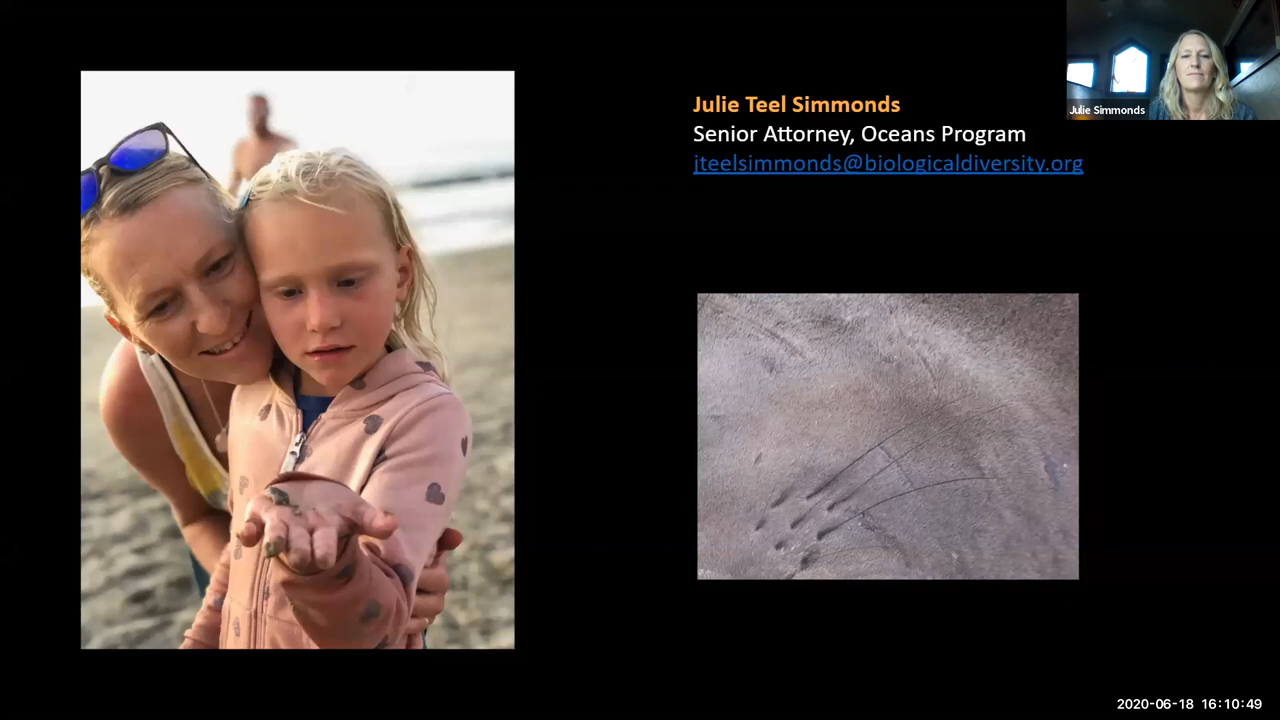 Julie Teel Simmonds
Senior Attorney, Oceans Program
jteelsimmonds@biologicaldiversity.org
Julie Simmonds
2020-06-18 16:10:49